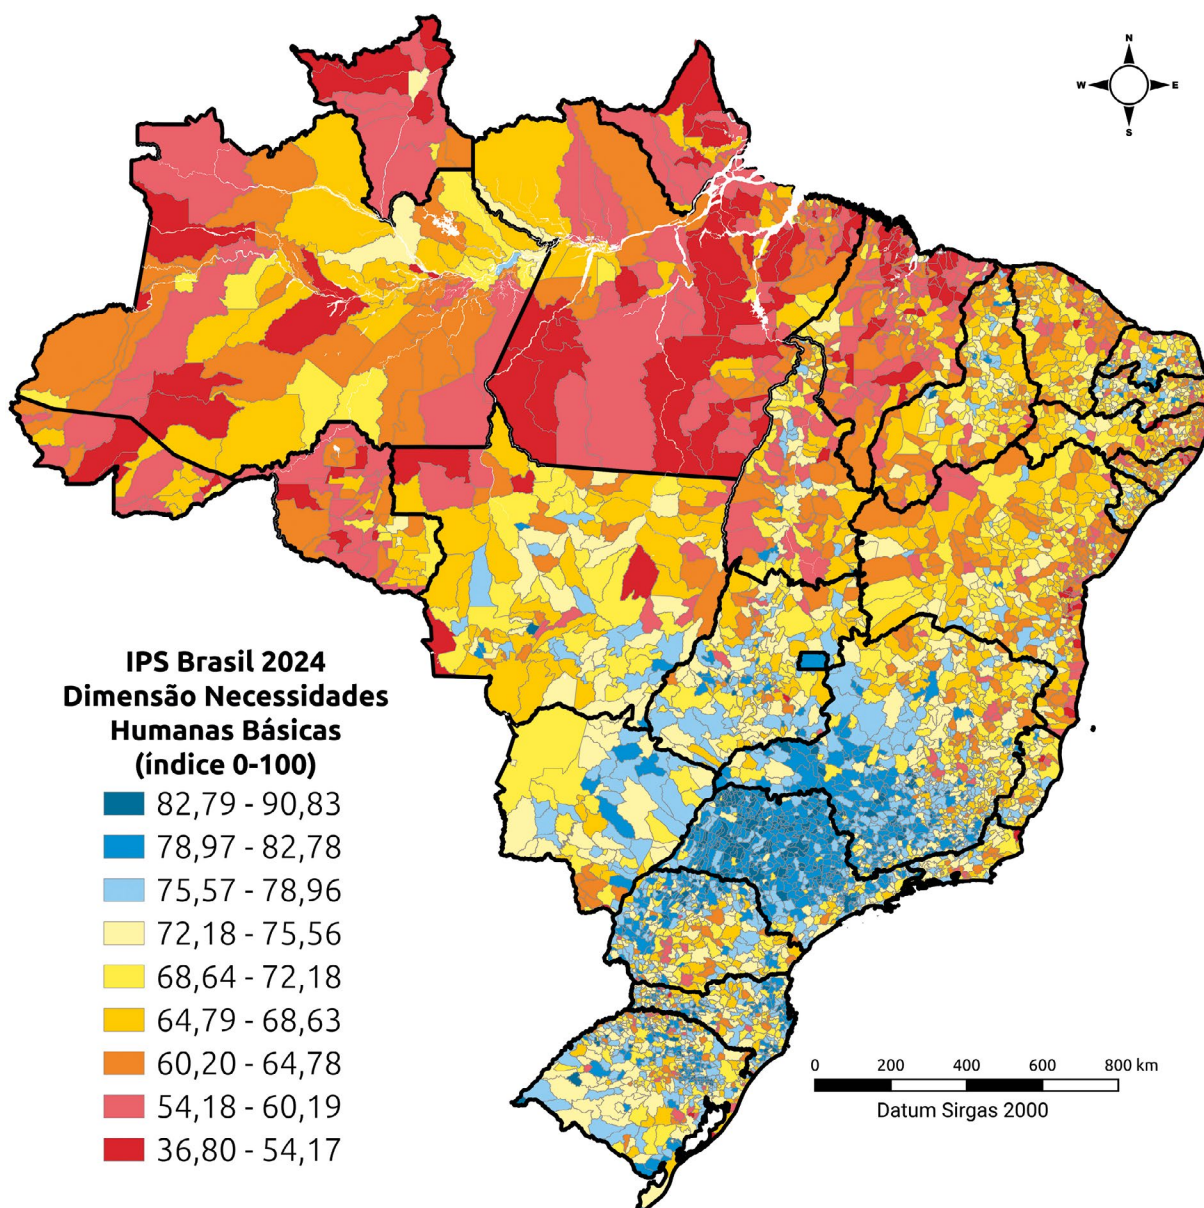 N
W
E
S
IPS Brasil 2024
Dimensão Necessidades
Humanas Básicas
(índice 0-100)
82,79 - 90,83
78,97 - 82,78
75,57 - 78,96
72,18 - 75,56
68,64 - 72,18
64,79 - 68,63
60,20 - 64,78
54,18 - 60,19
36,80 - 54,17
0 200 400 600 800 km
Datum Sirgas 2000